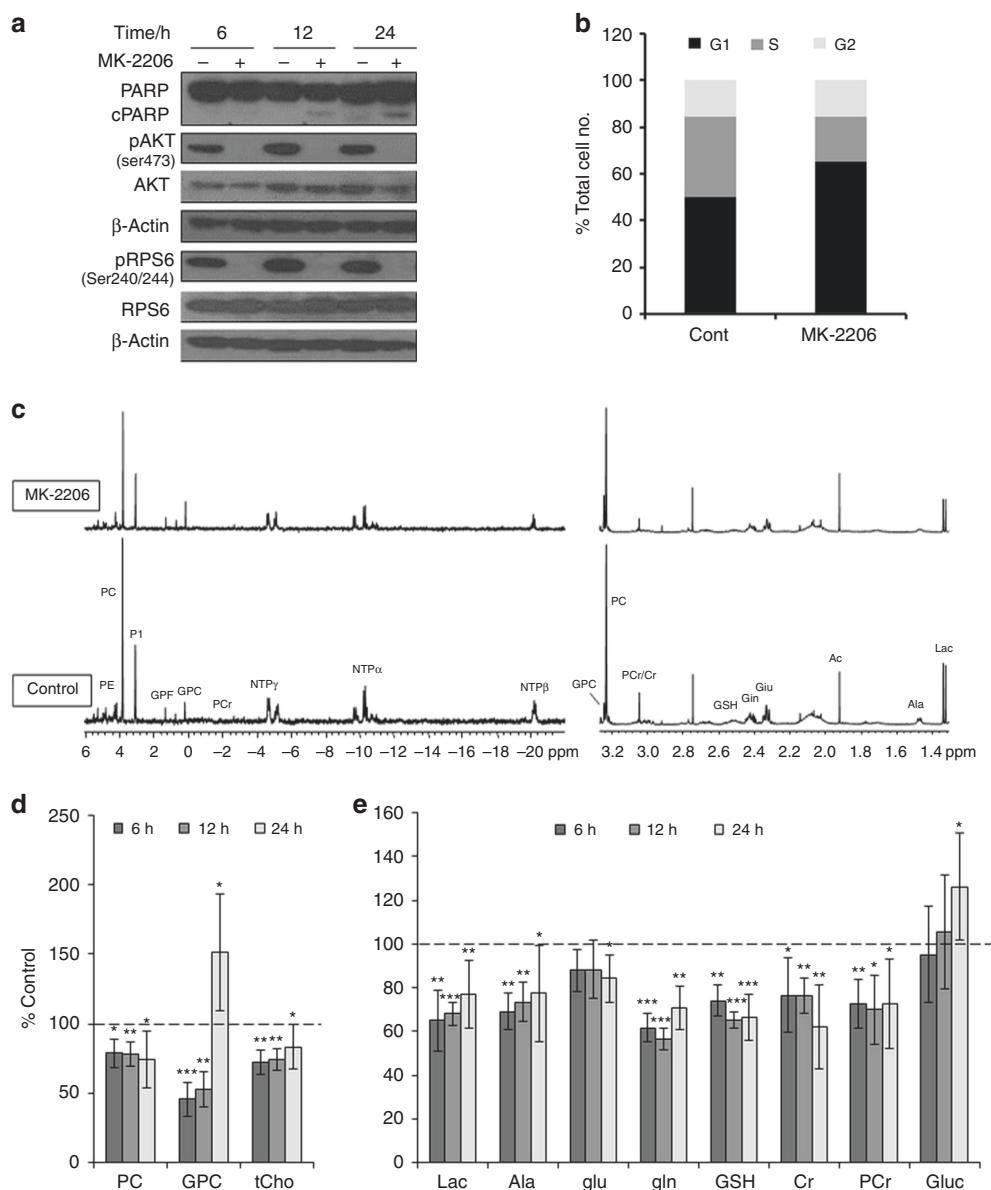 a
Time/h 6 12 24
MK-2206 – + – + – +
PARP
cPARP
pAKT
(ser473)
AKT
β-Actin
pRPS6
(Ser240/244)
RPS6
β-Actin
b
% Total cell no.
120
100
80
60
40
20
0
G1 S G2
Cont MK-2206
c
MK-2206
Control
PC
P1
PE
GPF
GPC
PCr
NTPγ
NTPα
NTPβ
6 4 2 0 –2 –4 –6 –8 –10 –12 –14 –16 –18 –20 ppm
PC
GPC
PCr/Cr
GSH
Gin
Giu
Ac
Ala
Lac
3.2 3.0 2.8 2.6 2.4 2.2 2.0 1.8 1.6 1.4 ppm
d
% Control
250
200
150
100
50
0
6 h 12 h 24 h
* ** *
*** ** *
** ** *
PC GPC tCho
e
160
140
120
100
80
60
40
20
0
6 h 12 h 24 h
** *** **
** ** *
*
*** *** **
** *** ***
* ** **
** * *
*
Lac Ala glu gln GSH Cr PCr Gluc